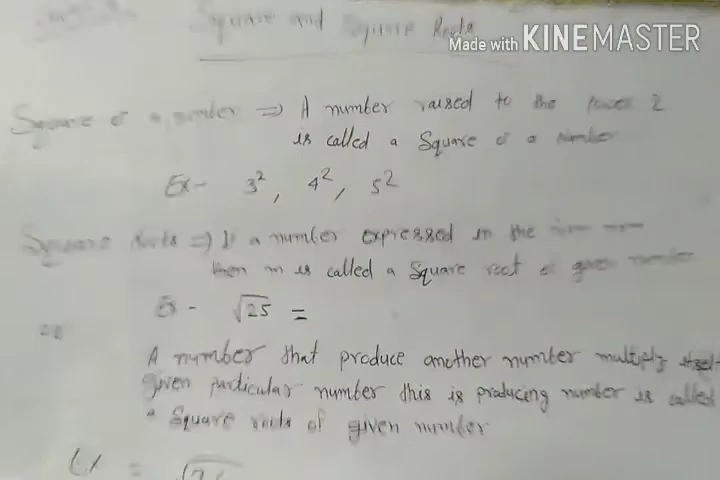 Square and Square Roots
Made with KINEMASTER
Square of a number ⇒ A number raised to the power 2
is called a Square of a number
Ex - 3², 4², 5²
Square Roots ⇒ If a number expressed in the form
then m is called a Square root of given number
Ex - √25 =
A number that produce another number multiply itself
given particular number this is producing number is called
a Square roots of given number